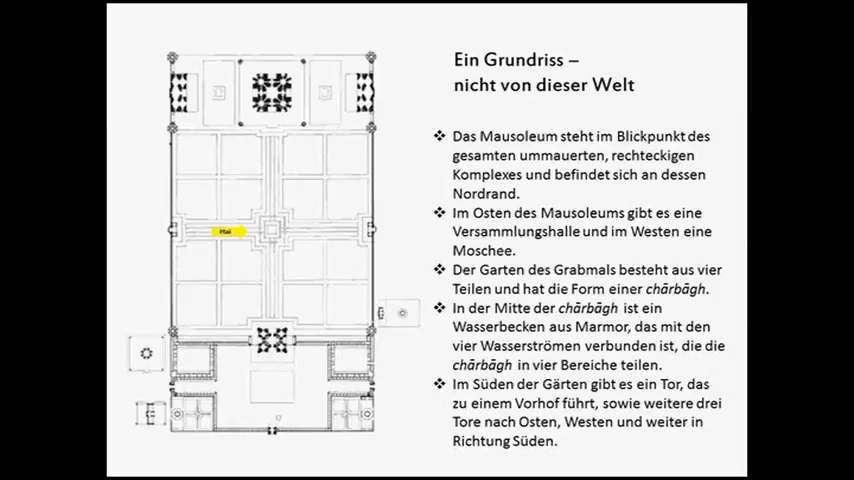 Ein Grundriss –
nicht von dieser Welt
❖ Das Mausoleum steht im Blickpunkt des
gesamten ummauerten, rechteckigen
Komplexes und befindet sich an dessen
Nordrand.
❖ Im Osten des Mausoleums gibt es eine
Versammlungshalle und im Westen eine
Moschee.
❖ Der Garten des Grabmals besteht aus vier
Teilen und hat die Form einer chārbāgh.
❖ In der Mitte der chārbāgh ist ein
Wasserbecken aus Marmor, das mit den
vier Wasserströmen verbunden ist, die die
chārbāgh in vier Bereiche teilen.
❖ Im Süden der Gärten gibt es ein Tor, das
zu einem Vorhof führt, sowie weitere drei
Tore nach Osten, Westen und weiter in
Richtung Süden.
Mai